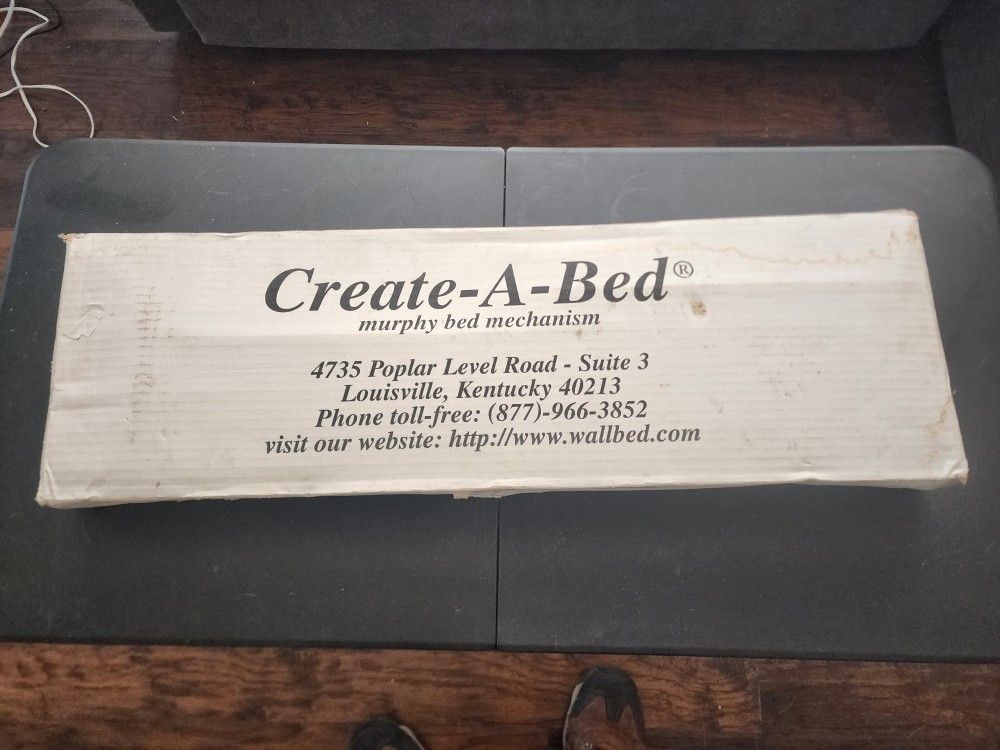 Create-A-Bed®
murphy bed mechanism
4735 Poplar Level Road - Suite 3
Louisville, Kentucky 40213
Phone toll-free: (877)-966-3852
visit our website: http://www.wallbed.com